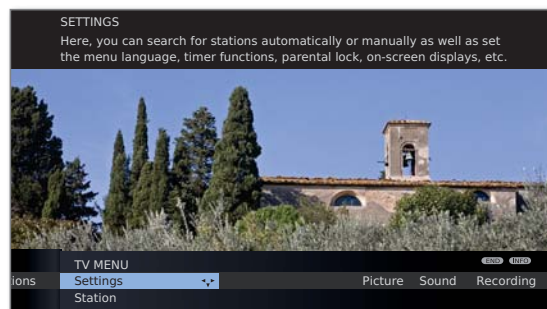 SETTINGS
Here, you can search for stations automatically or manually as well as set
the menu language, timer functions, parental lock, on-screen displays, etc.
TV MENU END INFO
ions Settings Picture Sound Recording
Station